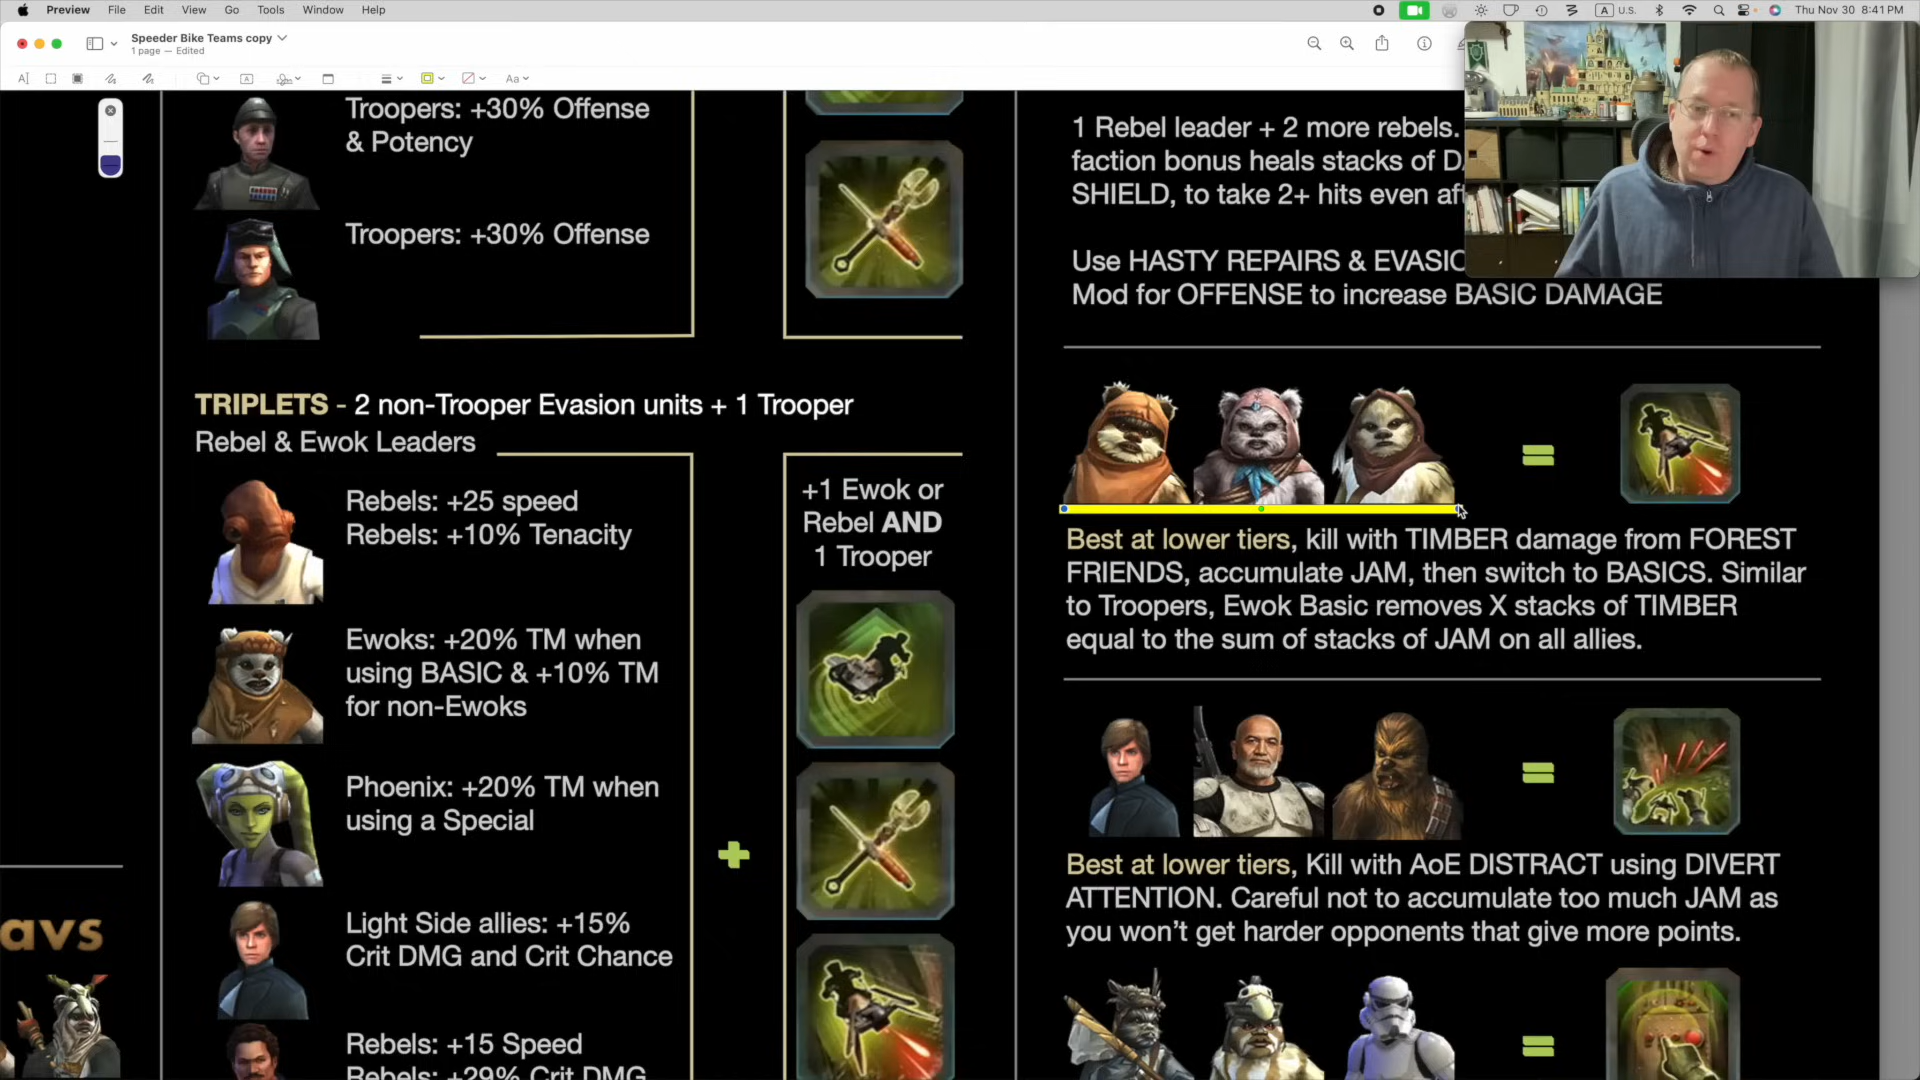 Preview File Edit View Go Tools Window Help
A U.S. Thu Nov 30 8:41 PM
Speeder Bike Teams copy
1 page — Edited
Aa
Troopers: +30% Offense
& Potency
Troopers: +30% Offense
TRIPLETS - 2 non-Trooper Evasion units + 1 Trooper
Rebel & Ewok Leaders
Rebels: +25 speed
Rebels: +10% Tenacity
Ewoks: +20% TM when
using BASIC & +10% TM
for non-Ewoks
Phoenix: +20% TM when
using a Special
Light Side allies: +15%
Crit DMG and Crit Chance
Rebels: +15 Speed
Rebels: +29% Crit DMG
+1 Ewok or
Rebel AND
1 Trooper
avs
1 Rebel leader + 2 more rebels.
faction bonus heals stacks of
SHIELD, to take 2+ hits even
Use HASTY REPAIRS &
Mod for OFFENSE to increase BASIC DAMAGE
Best at lower tiers, kill with TIMBER damage from FOREST
FRIENDS, accumulate JAM, then switch to BASICS. Similar
to Troopers, Ewok Basic removes X stacks of TIMBER
equal to the sum of stacks of JAM on all allies.
Best at lower tiers, Kill with AoE DISTRACT using DIVERT
ATTENTION. Careful not to accumulate too much JAM as
you won't get harder opponents that give more points.